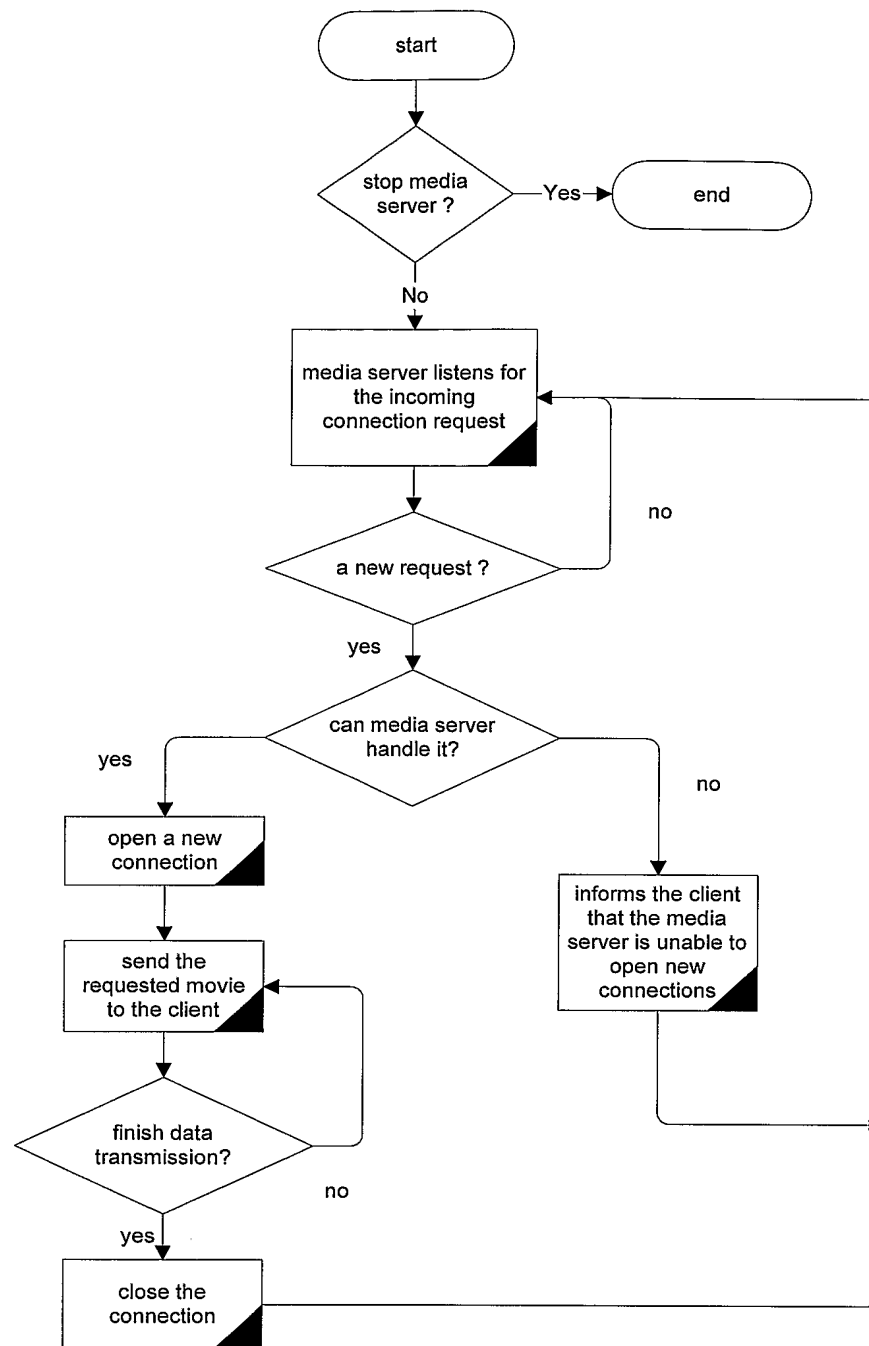 start
stop media
server ?
Yes
end
No
media server listens for
the incoming
connection request
no
a new request ?
yes
can media server
handle it?
yes
no
open a new
connection
informs the client
that the media
server is unable to
open new
connections
send the
requested movie
to the client
finish data
transmission?
no
yes
close the
connection